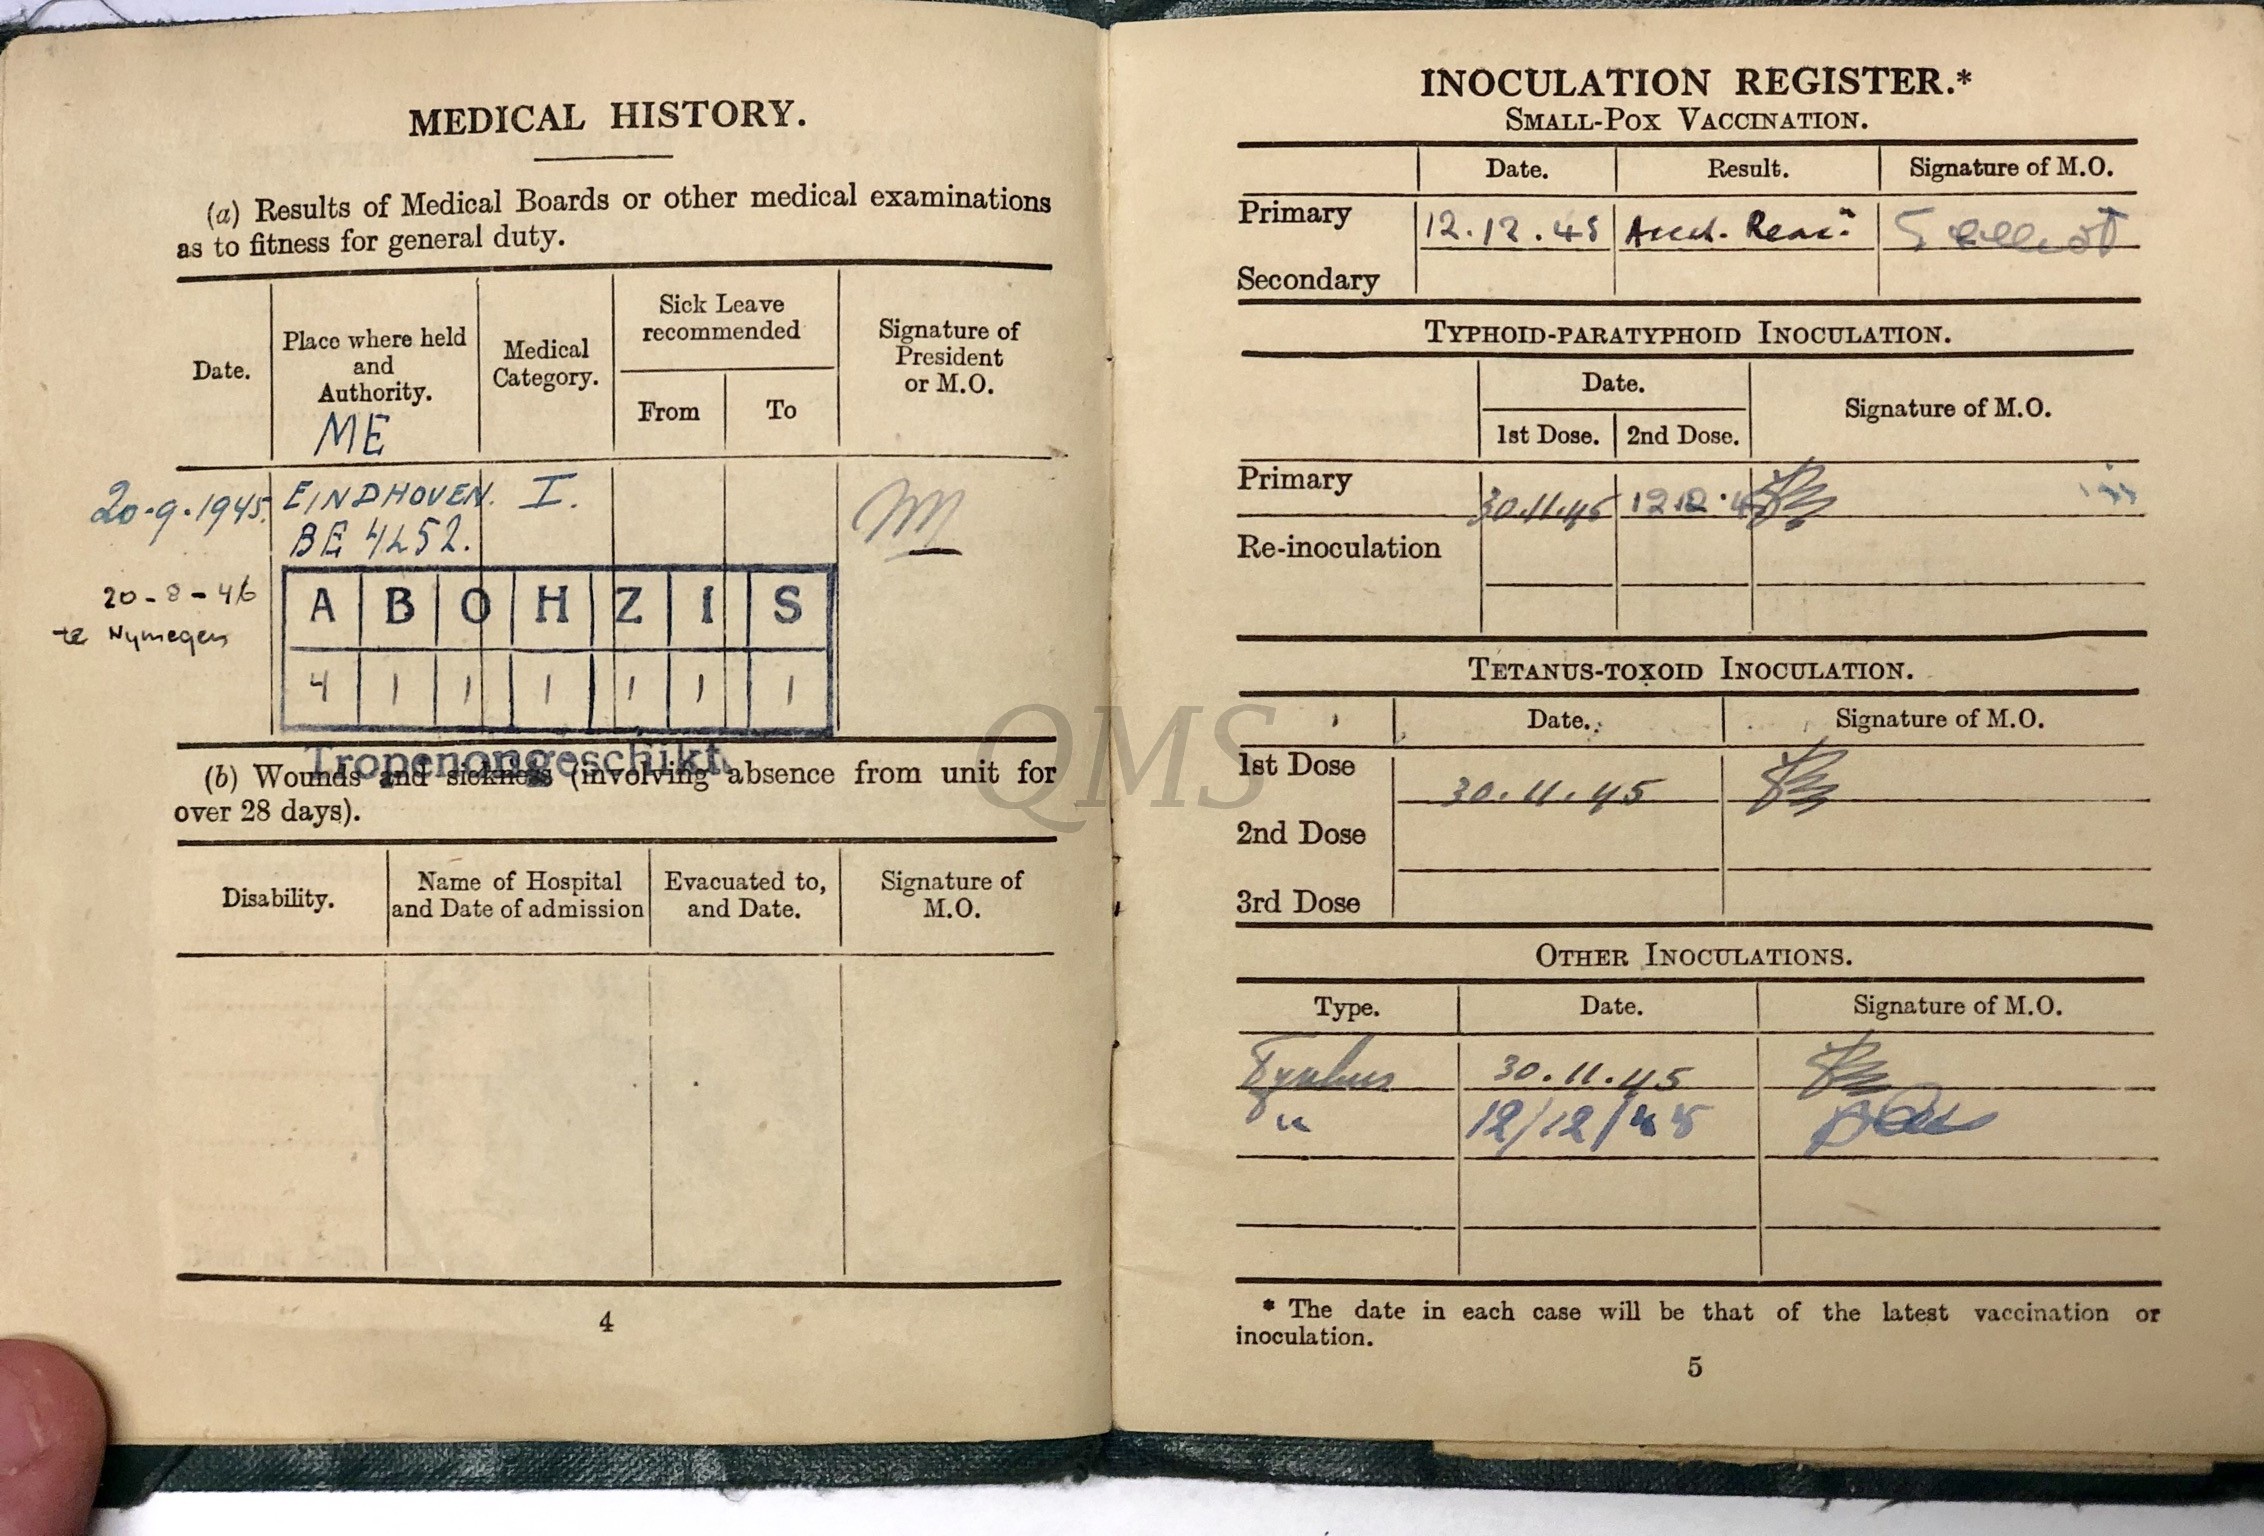 MEDICAL HISTORY.
(a) Results of Medical Boards or other medical examinations
as to fitness for general duty.
Date.
Place where held
and
Authority.
ME
Medical
Category.
Sick Leave
recommended
From
To
Signature of
President
or M.O.
20.9.1945. EINDHOVEN. I.
BE 4252.
20-8-46
te Nymegen
A B O H Z I S
4 1 1 1 1 1 1
Tropenongeschikt.
(b) Wounds and sickness (involving absence from unit for
over 28 days).
Disability.
Name of Hospital
and Date of admission
Evacuated to,
and Date.
Signature of
M.O.
4
INOCULATION REGISTER.*
SMALL-POX VACCINATION.
Date. Result. Signature of M.O.
Primary 12.12.45
Secondary
TYPHOID-PARATYPHOID INOCULATION.
Date.
1st Dose. 2nd Dose.
Signature of M.O.
Primary 30.11.45
Re-inoculation
TETANUS-TOXOID INOCULATION.
Date. Signature of M.O.
1st Dose 30.11.45
2nd Dose
3rd Dose
OTHER INOCULATIONS.
Type. Date. Signature of M.O.
Typhus 30.11.45
" 12/12/45
* The date in each case will be that of the latest vaccination or
inoculation.
5
QMS